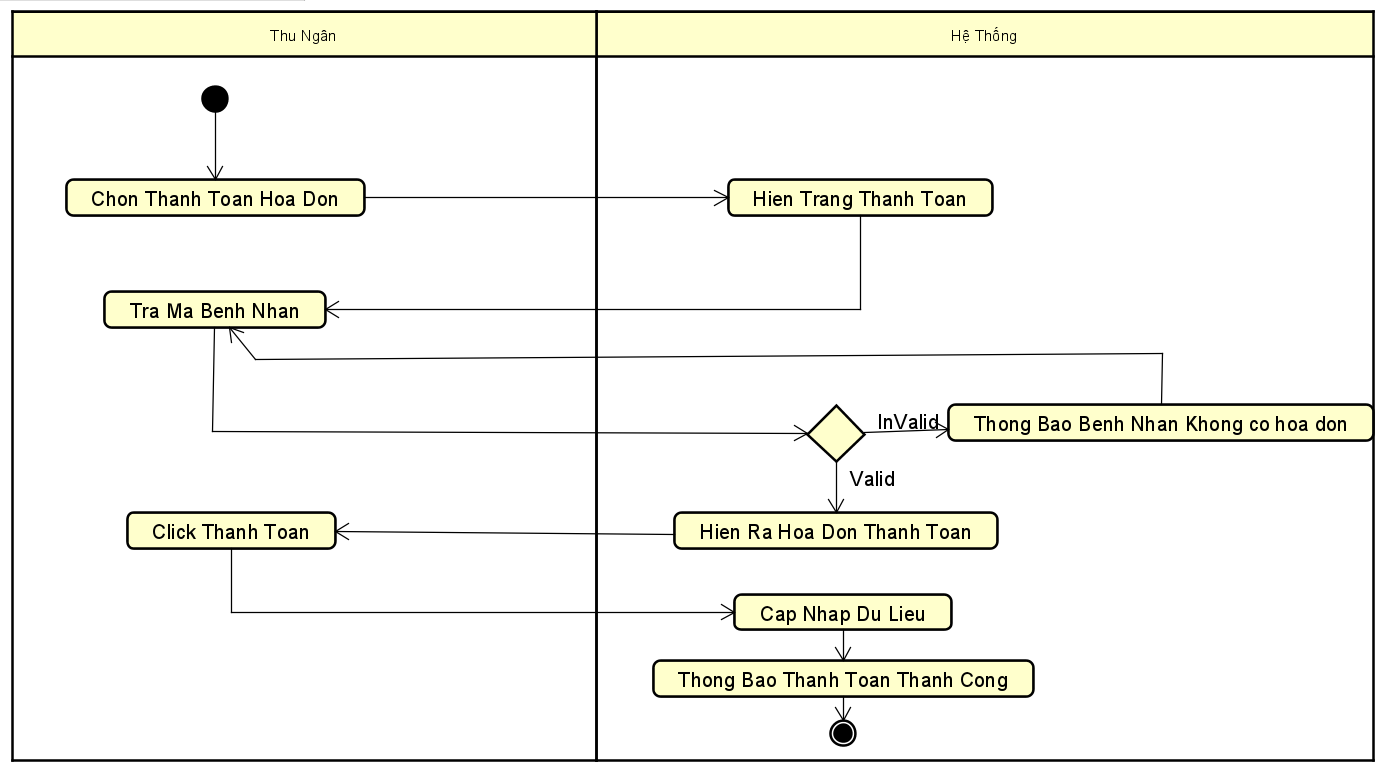 Thu Ngân
Hệ Thống
Chon Thanh Toan Hoa Don
Hien Trang Thanh Toan
Tra Ma Benh Nhan
InValid
Thong Bao Benh Nhan Khong co hoa don
Valid
Click Thanh Toan
Hien Ra Hoa Don Thanh Toan
Cap Nhap Du Lieu
Thong Bao Thanh Toan Thanh Cong